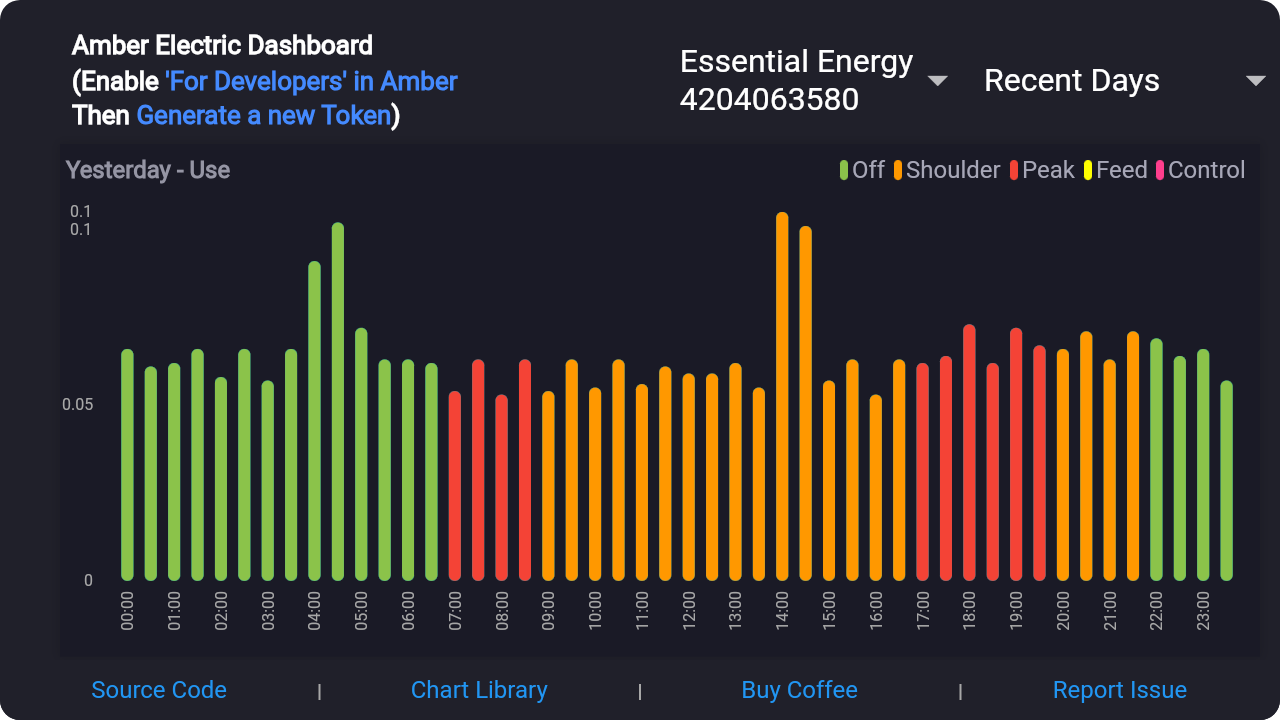 Amber Electric Dashboard
(Enable 'For Developers' in Amber
Then Generate a new Token)
Essential Energy
4204063580
Recent Days
Yesterday - Use
Off Shoulder Peak Feed Control
0.1
0.1
0.05
0
00:00 01:00 02:00 03:00 04:00 05:00 06:00 07:00 08:00 09:00 10:00 11:00 12:00 13:00 14:00 15:00 16:00 17:00 18:00 19:00 20:00 21:00 22:00 23:00
Source Code | Chart Library | Buy Coffee | Report Issue